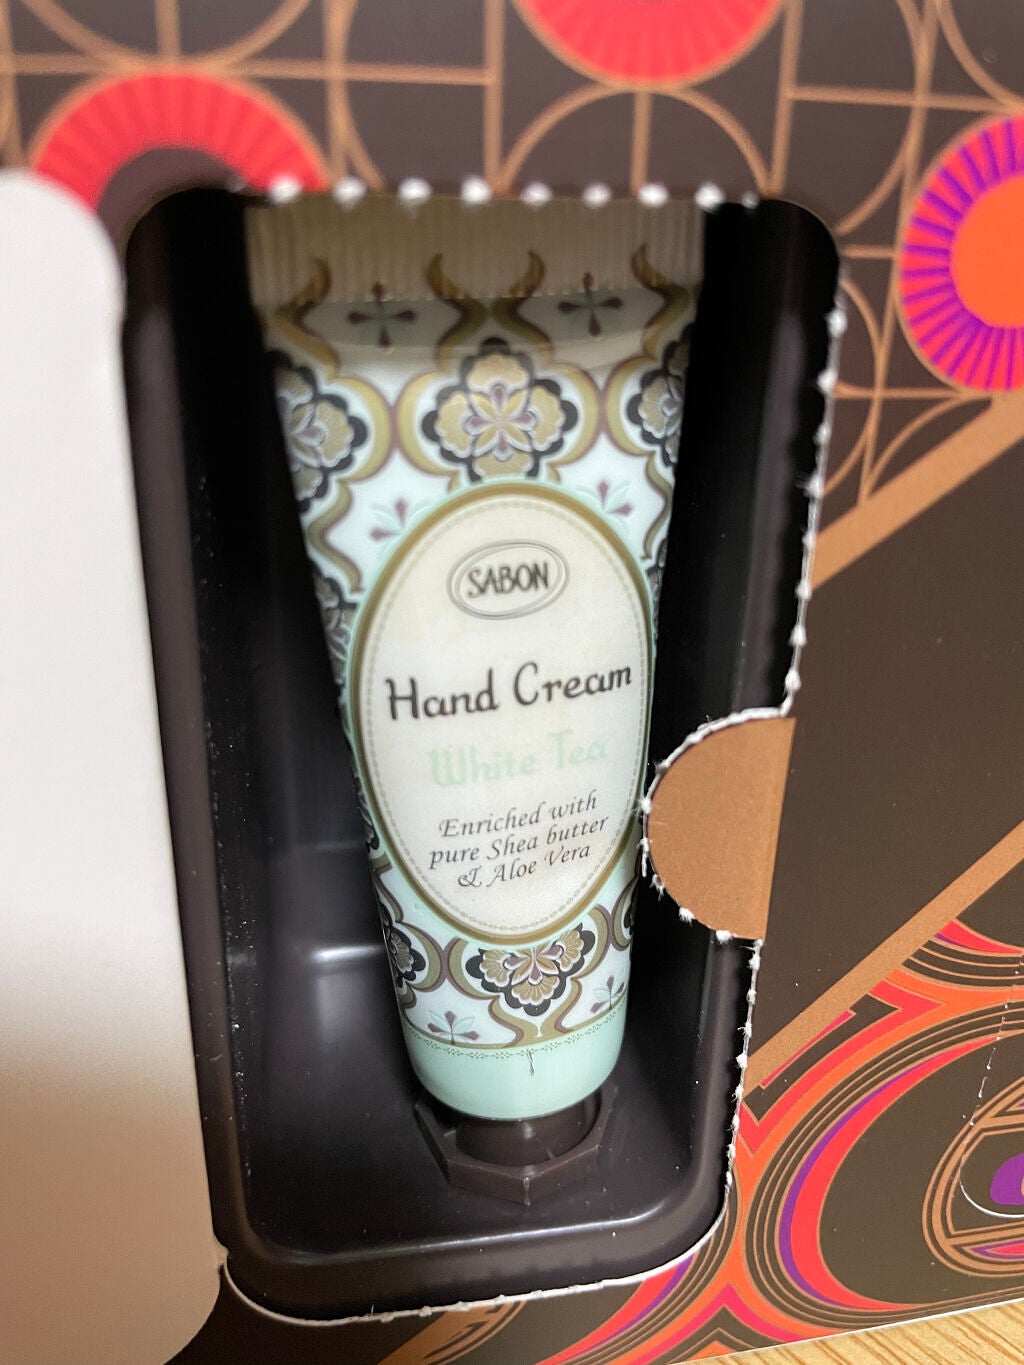 SABON
Hand Cream
White Tea
Enriched with
pure Shea butter
& Aloe Vera